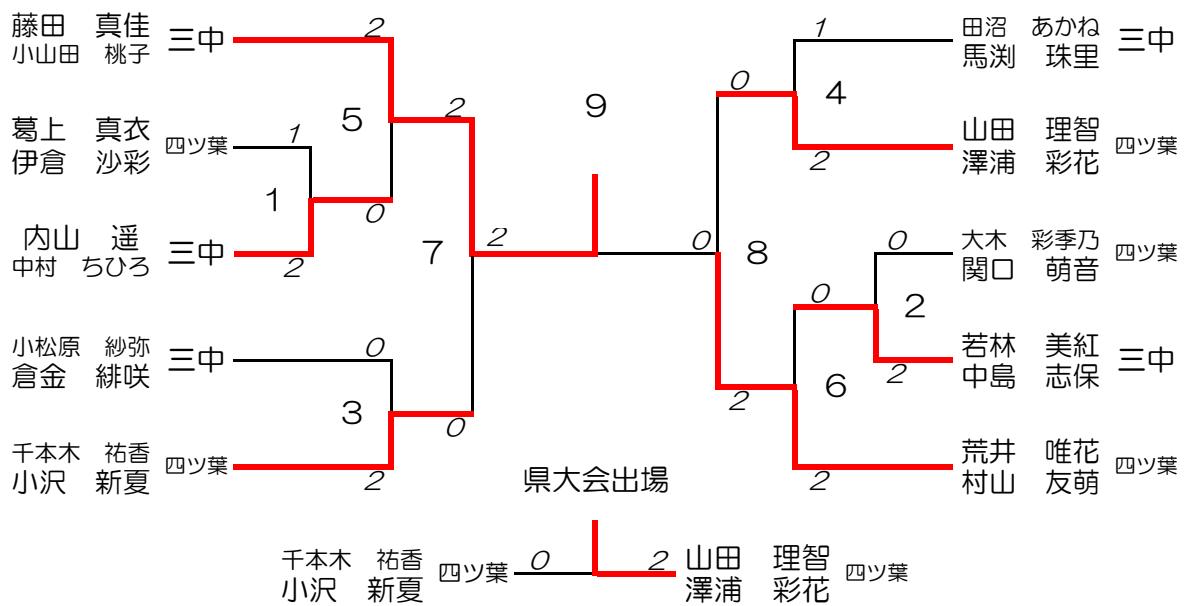 藤田　真佳
小山田　桃子
三中
2
葛上　真衣
伊倉　沙彩
四ツ葉
1
5
2
1
0
内山　遥
中村　ちひろ
三中
2
7
2
小松原　紗弥
倉金　緋咲
三中
0
3
0
千本木　祐香
小沢　新夏
四ツ葉
2
9
田沼　あかね
馬渕　珠里
三中
1
0
4
山田　理智
澤浦　彩花
四ツ葉
2
0
8
大木　彩季乃
関口　萌音
四ツ葉
0
0
2
若林　美紅
中島　志保
三中
2
2
6
荒井　唯花
村山　友萌
四ツ葉
2
県大会出場
千本木　祐香
小沢　新夏
四ツ葉
0
2
山田　理智
澤浦　彩花
四ツ葉